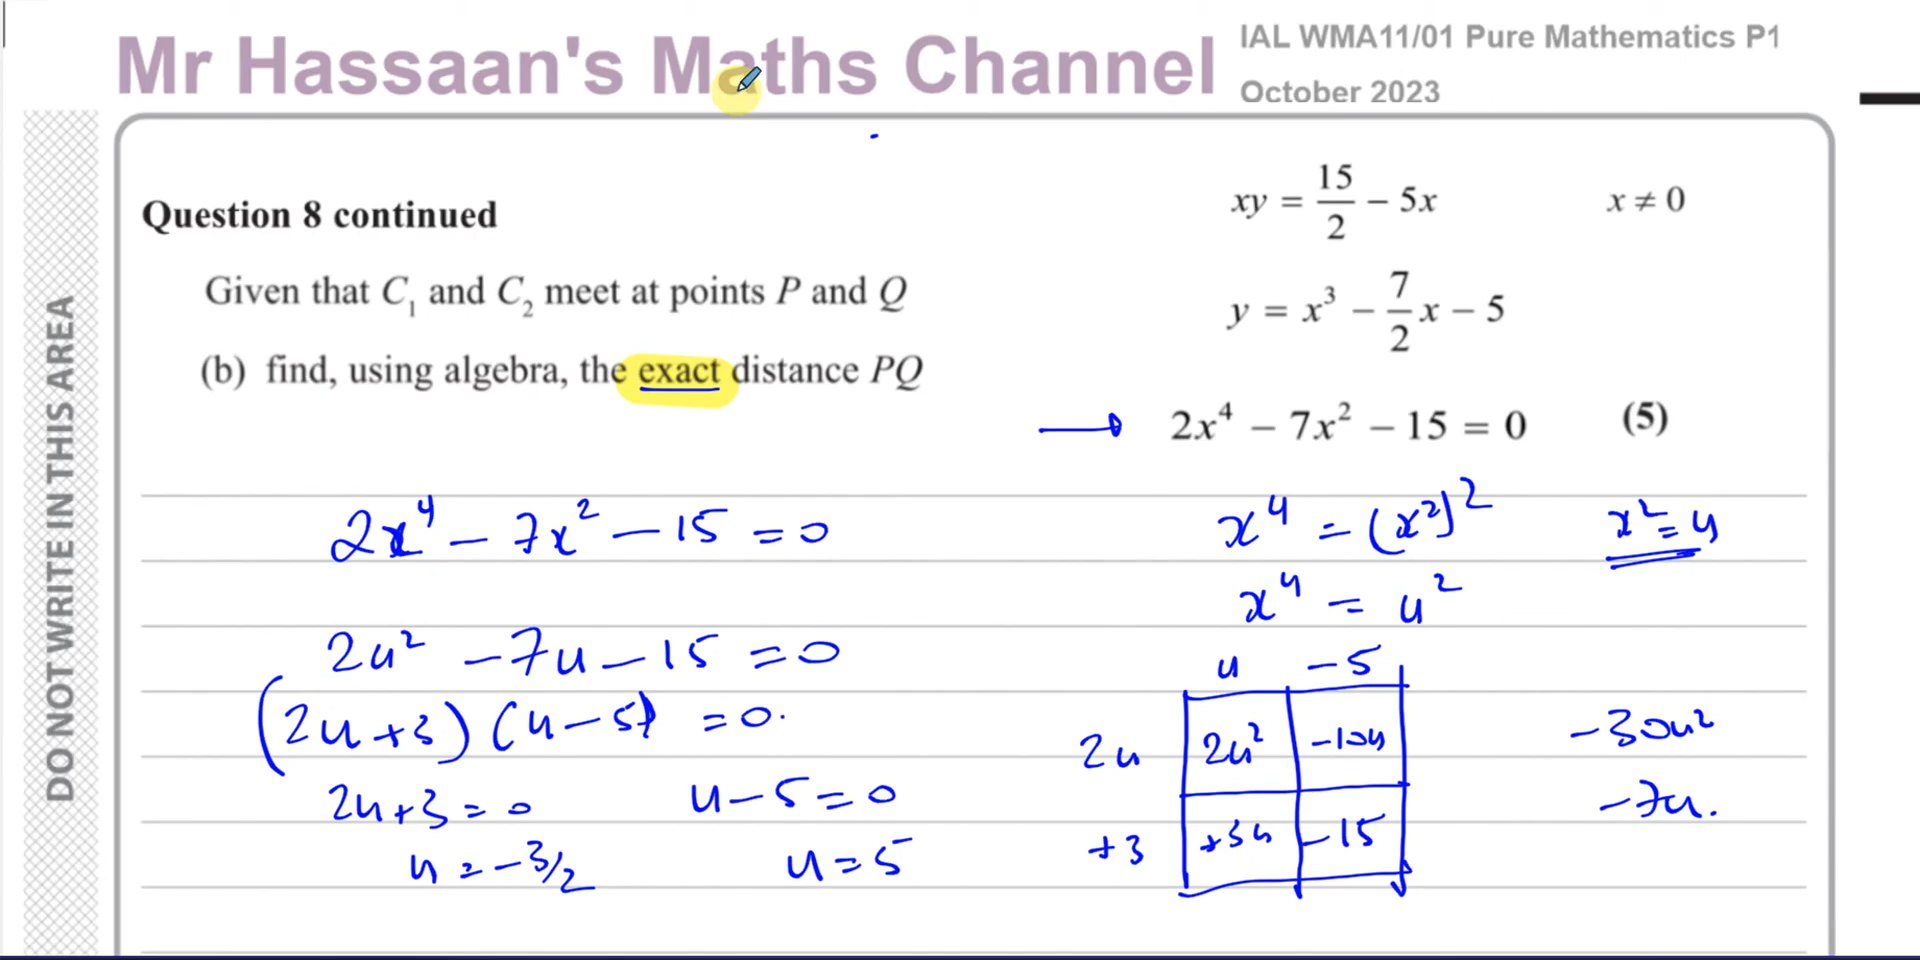 Mr Hassaan's Maths Channel
IAL WMA11/01 Pure Mathematics P1
October 2023
DO NOT WRITE IN THIS AREA
Question 8 continued
xy = 15/2 − 5x    x ≠ 0
Given that C₁ and C₂ meet at points P and Q
y = x³ − 7/2 x − 5
(b) find, using algebra, the exact distance PQ
→ 2x⁴ − 7x² − 15 = 0    (5)
2x⁴ − 7x² − 15 = 0
x⁴ = (x²)²    x² = u
x⁴ = u²
2u² − 7u − 15 = 0
(2u + 3)(u − 5) = 0.
2u + 3 = 0    u − 5 = 0
u = −3/2    u = 5
u    −5
2u    2u²    −10u
+3    +3u    −15
−30u²
−7u.